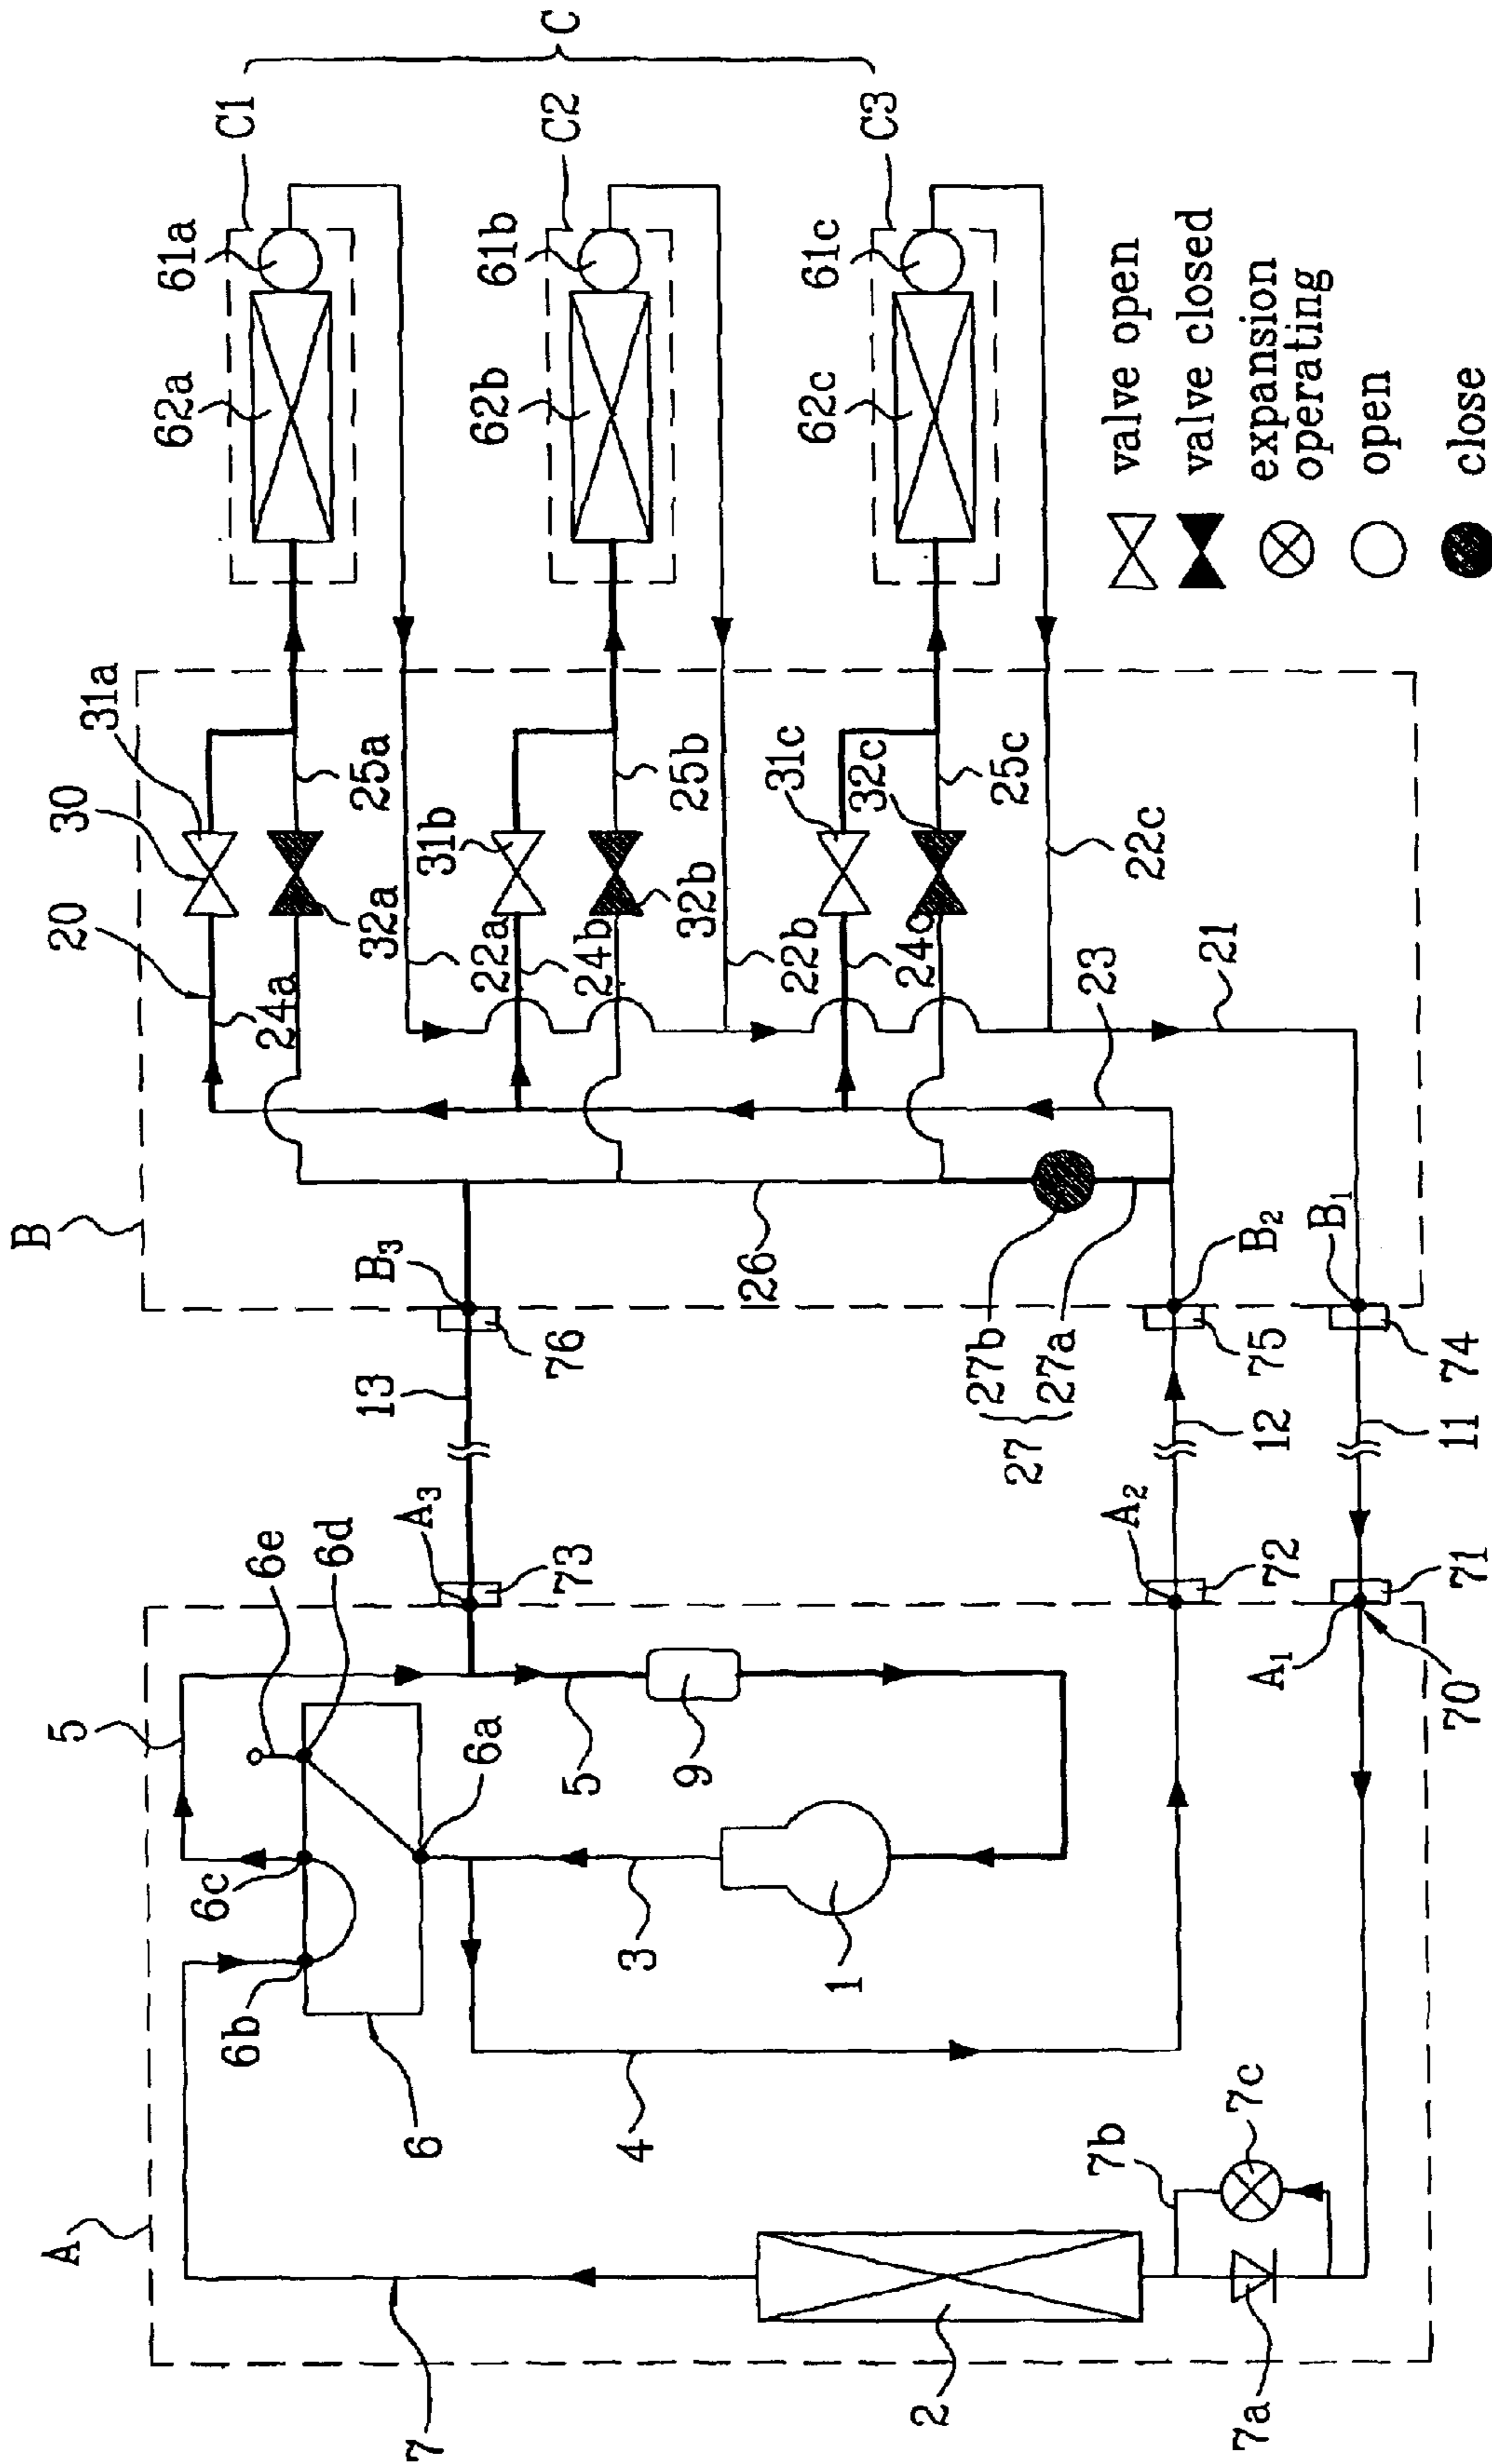 A
7
2
7a
7b
7c
6
6b
6c
5
6e
6d
6a
5
9
3
1
4
A3
73
A2
72
A1
71
70
13
12
11
B
B3
76
27
27b
27a
B2
75
B1
74
26
20
30
31a
24a
32a
25a
22a
31b
24b
32b
25b
22b
31c
24c
32c
25c
22c
23
21
62a
61a
C1
62b
61b
C2
62c
61c
C3
C
valve open
valve closed
expansion
operating
open
close